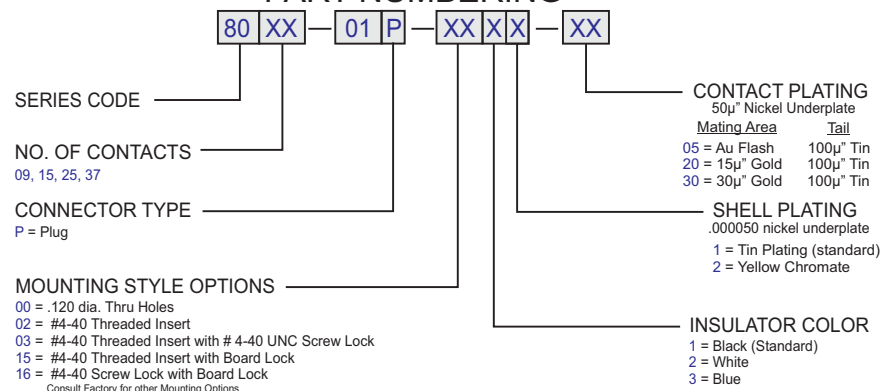 PART NUMBERING
80 XX — 01 P — XX X X — XX
SERIES CODE
NO. OF CONTACTS
09, 15, 25, 37
CONNECTOR TYPE
P = Plug
MOUNTING STYLE OPTIONS
00 = .120 dia. Thru Holes
02 = #4-40 Threaded Insert
03 = #4-40 Threaded Insert with # 4-40 UNC Screw Lock
15 = #4-40 Threaded Insert with Board Lock
16 = #4-40 Screw Lock with Board Lock
Consult Factory for other Mounting Options
CONTACT PLATING
50µ” Nickel Underplate
Mating Area Tail
05 = Au Flash 100µ” Tin
20 = 15µ” Gold 100µ” Tin
30 = 30µ” Gold 100µ” Tin
SHELL PLATING
.000050 nickel underplate
1 = Tin Plating (standard)
2 = Yellow Chromate
INSULATOR COLOR
1 = Black (Standard)
2 = White
3 = Blue